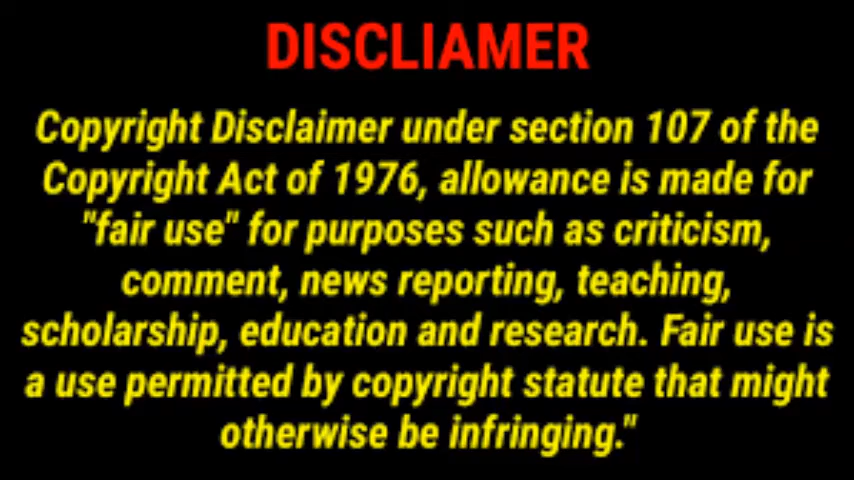 DISCLIAMER
Copyright Disclaimer under section 107 of the
Copyright Act of 1976, allowance is made for
"fair use" for purposes such as criticism,
comment, news reporting, teaching,
scholarship, education and research. Fair use is
a use permitted by copyright statute that might
otherwise be infringing."